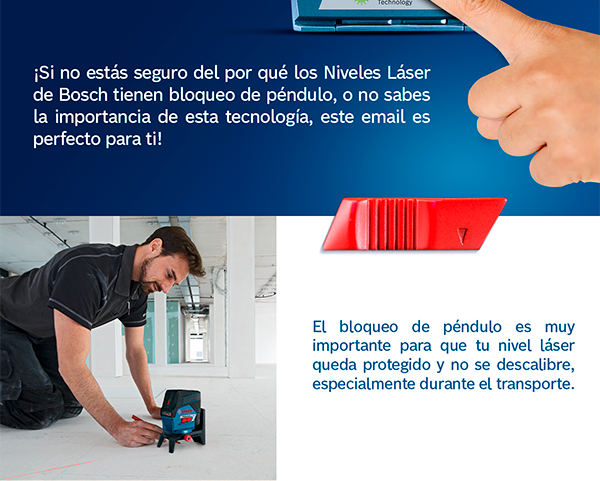 Technology
¡Si no estás seguro del por qué los Niveles Láser
de Bosch tienen bloqueo de péndulo, o no sabes
la importancia de esta tecnología, este email es
perfecto para ti!
El bloqueo de péndulo es muy
importante para que tu nivel láser
queda protegido y no se descalibre,
especialmente durante el transporte.